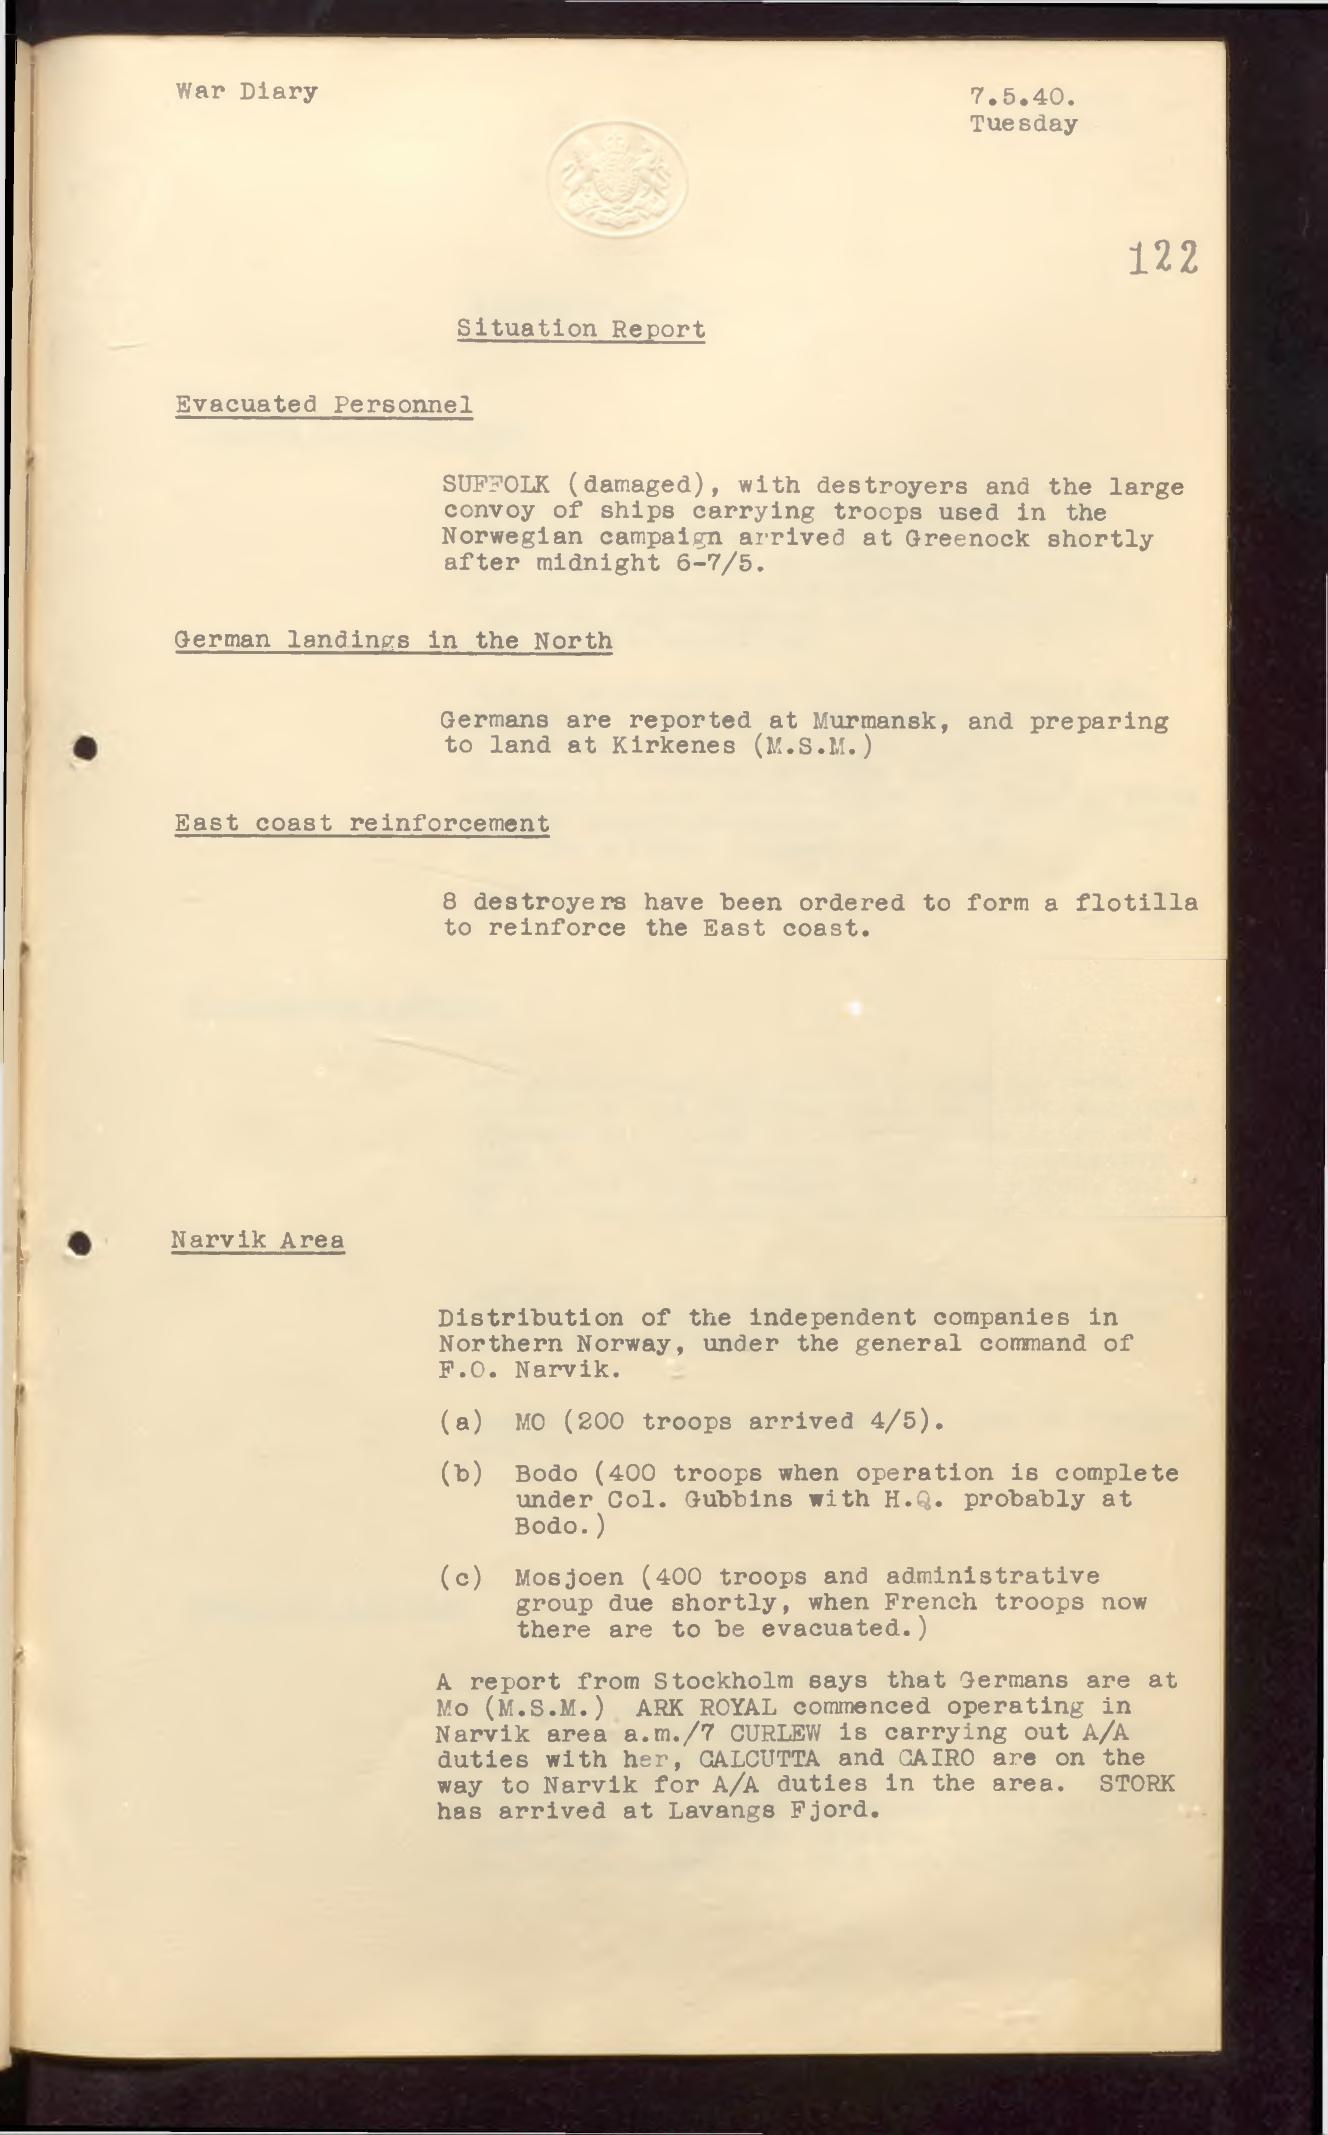 War Diary
7.5.40.
Tuesday
122
Situation Report
Evacuated Personnel
SUFFOLK (damaged), with destroyers and the large
convoy of ships carrying troops used in the
Norwegian campaign arrived at Greenock shortly
after midnight 6-7/5.
German landings in the North
Germans are reported at Murmansk, and preparing
to land at Kirkenes (M.S.M.)
East coast reinforcement
8 destroyers have been ordered to form a flotilla
to reinforce the East coast.
Narvik Area
Distribution of the independent companies in
Northern Norway, under the general command of
F.O. Narvik.
(a) MO (200 troops arrived 4/5).
(b) Bodo (400 troops when operation is complete
under Col. Gubbins with H.Q. probably at
Bodo.)
(c) Mosjoen (400 troops and administrative
group due shortly, when French troops now
there are to be evacuated.)
A report from Stockholm says that Germans are at
Mo (M.S.M.) ARK ROYAL commenced operating in
Narvik area a.m./7 CURLEW is carrying out A/A
duties with her, CALCUTTA and CAIRO are on the
way to Narvik for A/A duties in the area. STORK
has arrived at Lavangs Fjord.